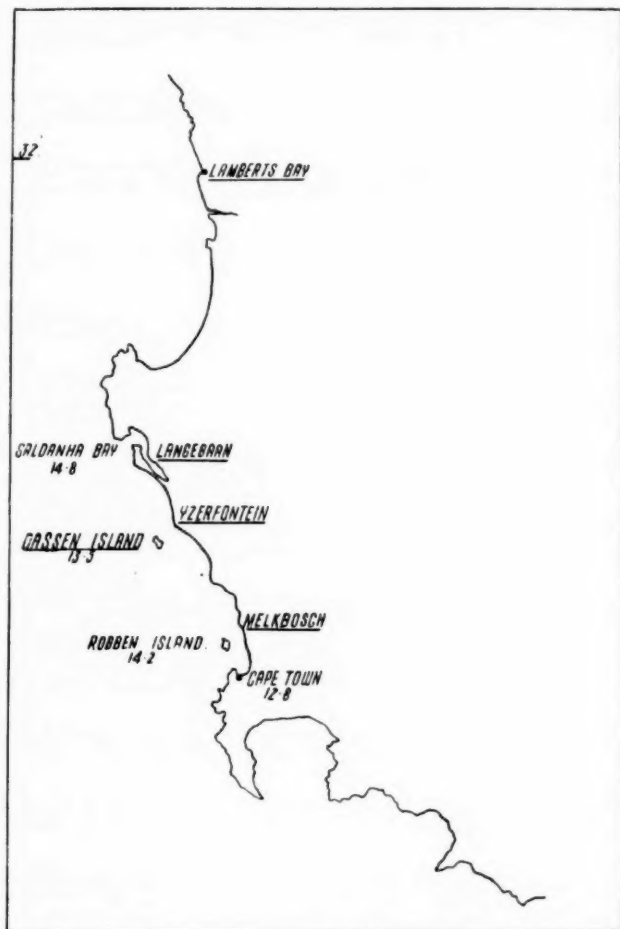 32
LAMBERTS BAY
SALDANHA BAY
14·8
LANGEBAAN
YZERFONTEIN
DASSEN ISLAND
13·5
MELKBOSCH
ROBBEN ISLAND.
14·2
CAPE TOWN
12·8